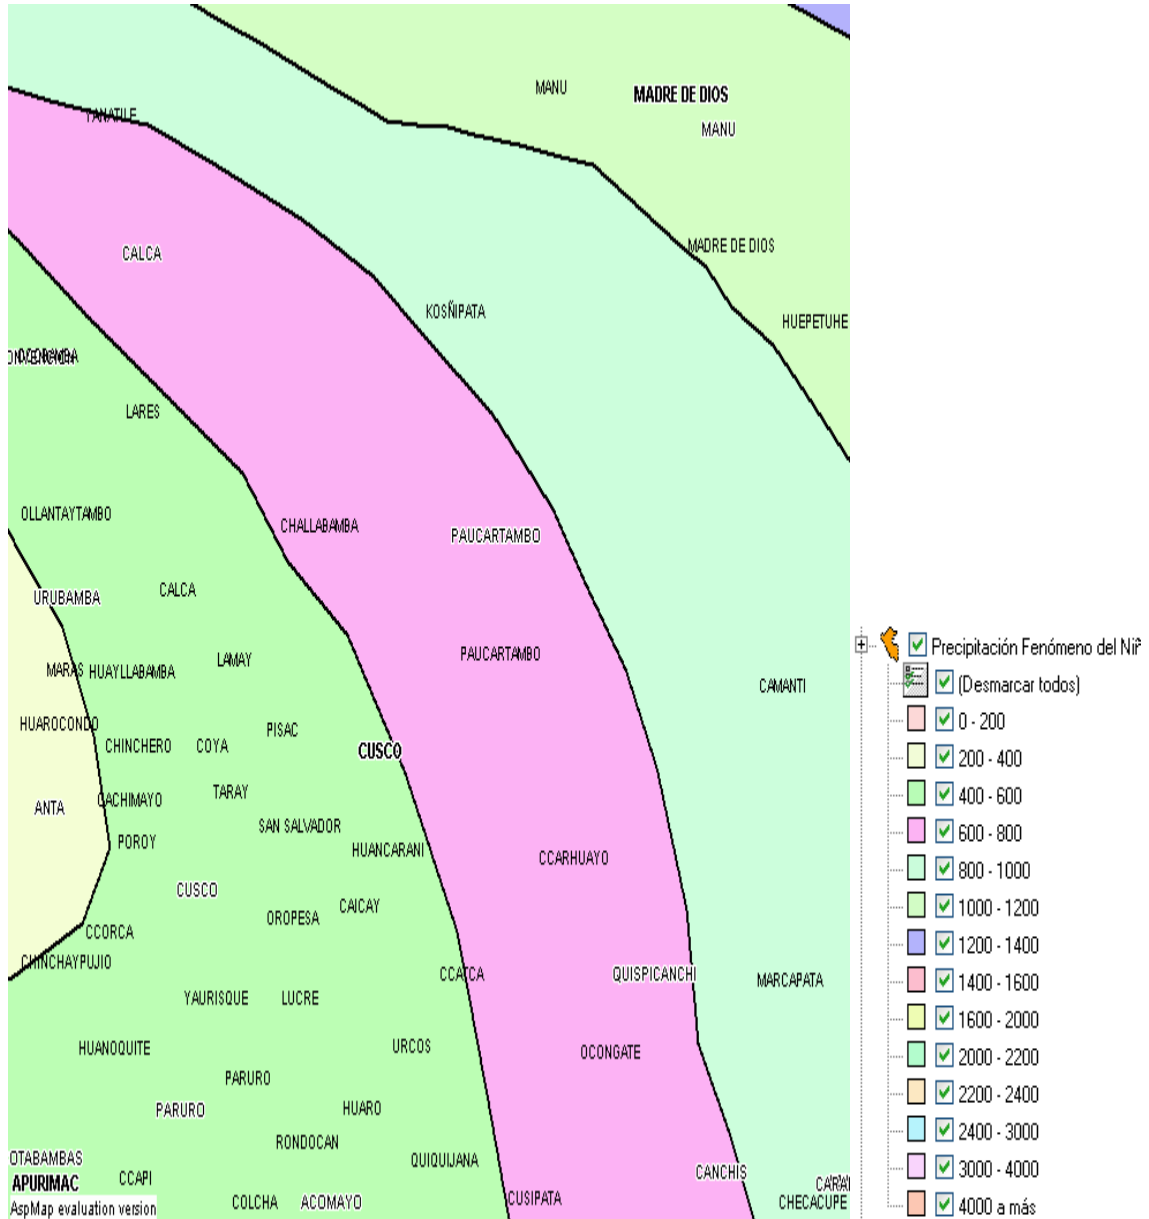 MANU
MADRE DE DIOS
YANATILE
MANU
CALCA
MADRE DE DIOS
KOSÑIPATA
HUEPETUHE
LARES
OLLANTAYTAMBO
CHALLABAMBA
PAUCARTAMBO
CALCA
URUBAMBA
PAUCARTAMBO
LAMAY
MARAS
HUAYLLABAMBA
CAMANTI
HUAROCONDO
PISAC
CHINCHERO
COYA
CUSCO
TARAY
CACHIMAYO
ANTA
SAN SALVADOR
POROY
HUANCARANI
CCARHUAYO
CUSCO
CAICAY
OROPESA
CCORCA
CHINCHAYPUJIO
CCATCA
QUISPICANCHI
MARCAPATA
YAURISQUE
LUCRE
HUANOQUITE
URCOS
OCONGATE
PARURO
PARURO
HUARO
RONDOCAN
OTABAMBAS
QUIQUIJANA
CANCHIS
CCAPI
APURIMAC
COLCHA
ACOMAYO
CUSIPATA
CHECACUPE
AspMap evaluation version
Precipitación Fenómeno del Niñ
(Desmarcar todos)
0 - 200
200 - 400
400 - 600
600 - 800
800 - 1000
1000 - 1200
1200 - 1400
1400 - 1600
1600 - 2000
2000 - 2200
2200 - 2400
2400 - 3000
3000 - 4000
4000 a más